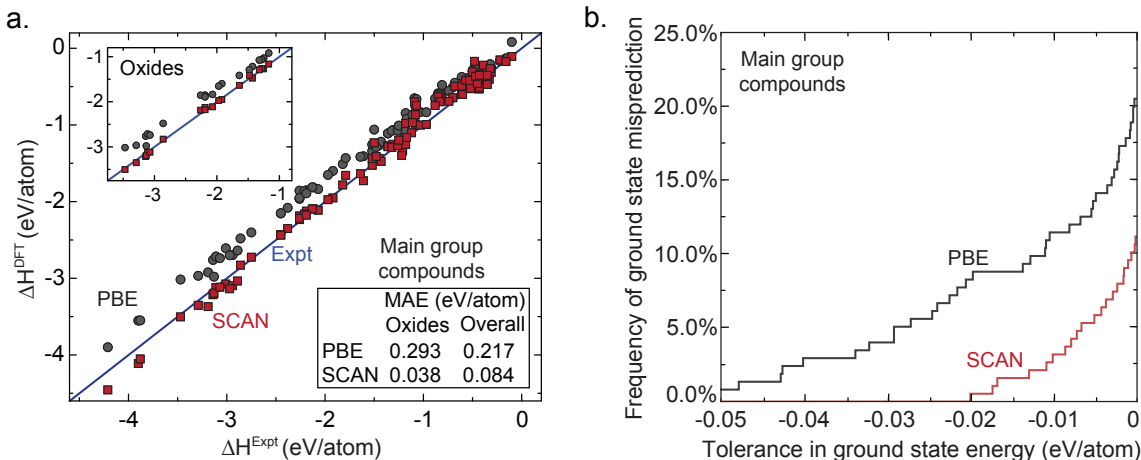 a.
0
-1
-2
-3
-4
ΔH^DFT (eV/atom)
-4
-3
-2
-1
0
ΔH^Expt (eV/atom)
Oxides
-1
-2
-3
-3
-2
-1
PBE
SCAN
Expt
Main group
compounds
MAE (eV/atom)
Oxides Overall
PBE 0.293 0.217
SCAN 0.038 0.084
b.
25.0%
20.0%
15.0%
10.0%
5.0%
0.0%
Frequency of ground state misprediction
Main group
compounds
PBE
SCAN
-0.05
-0.04
-0.03
-0.02
-0.01
0
Tolerance in ground state energy (eV/atom)